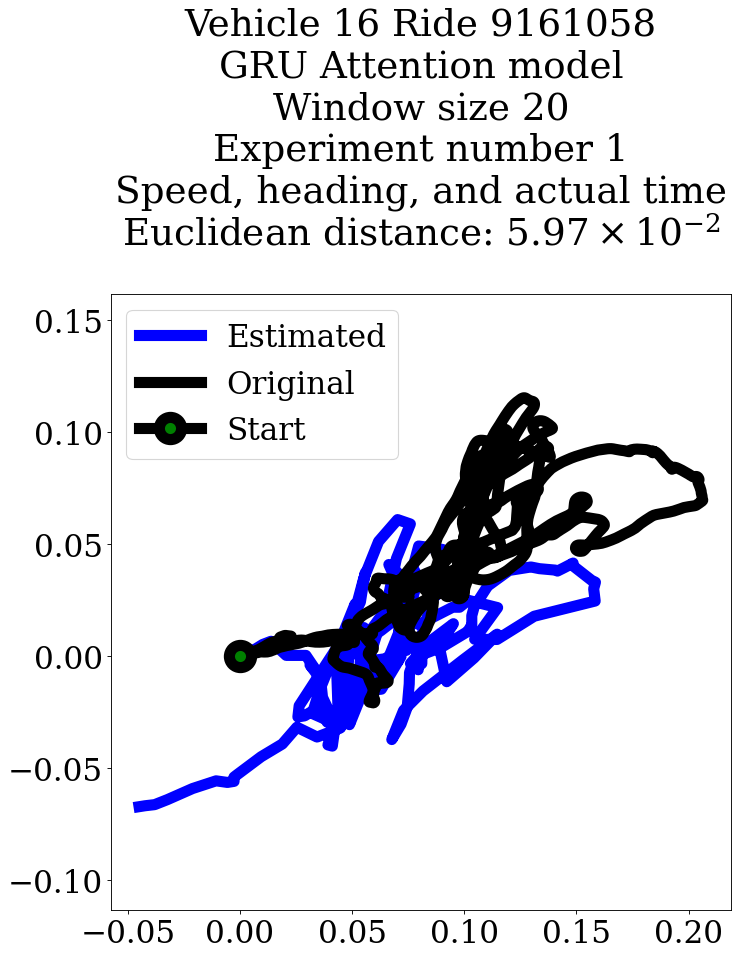 Vehicle 16 Ride 9161058
GRU Attention model
Window size 20
Experiment number 1
Speed, heading, and actual time
Euclidean distance: 5.97 × 10⁻²
Estimated
Original
Start
0.15
0.10
0.05
0.00
−0.05
−0.10
−0.05 0.00 0.05 0.10 0.15 0.20